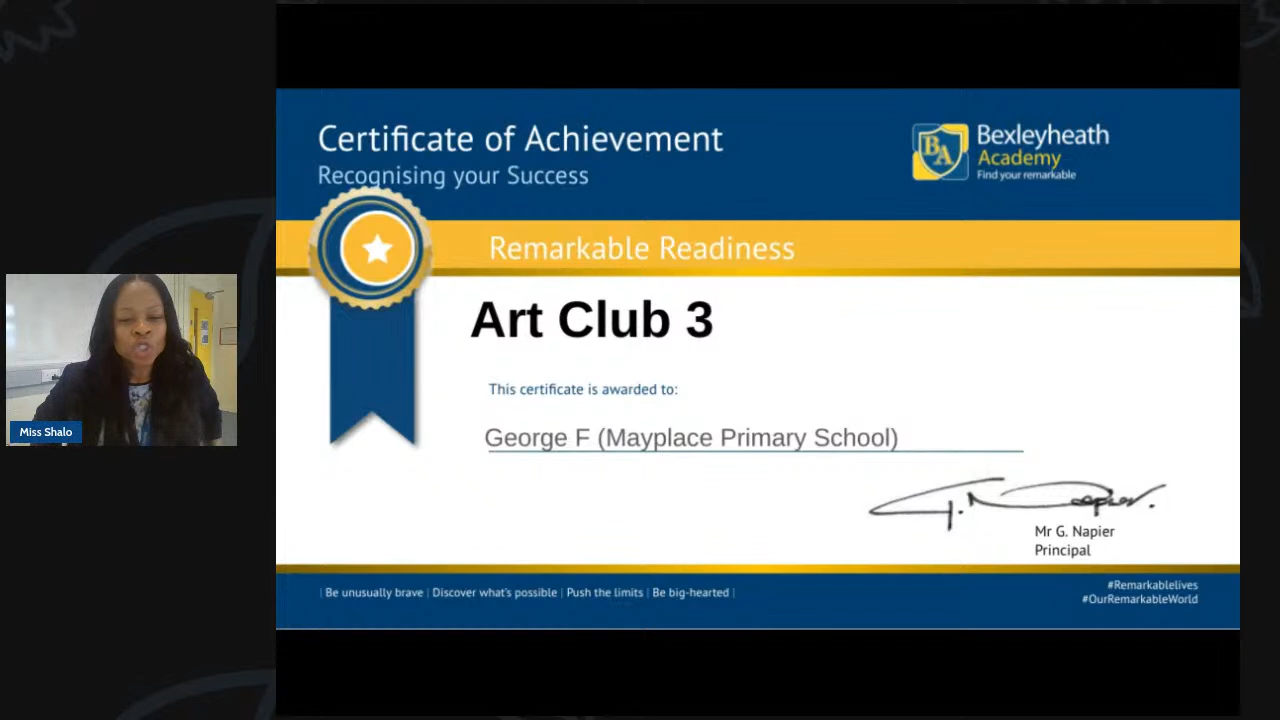 Certificate of Achievement
Recognising your Success
BA
Bexleyheath
Academy
Find your remarkable
Remarkable Readiness
Art Club 3
This certificate is awarded to:
George F (Mayplace Primary School)
G. Napier.
Mr G. Napier
Principal
Miss Shalo
| Be unusually brave | Discover what's possible | Push the limits | Be big-hearted |
#Remarkablelives
#OurRemarkableWorld